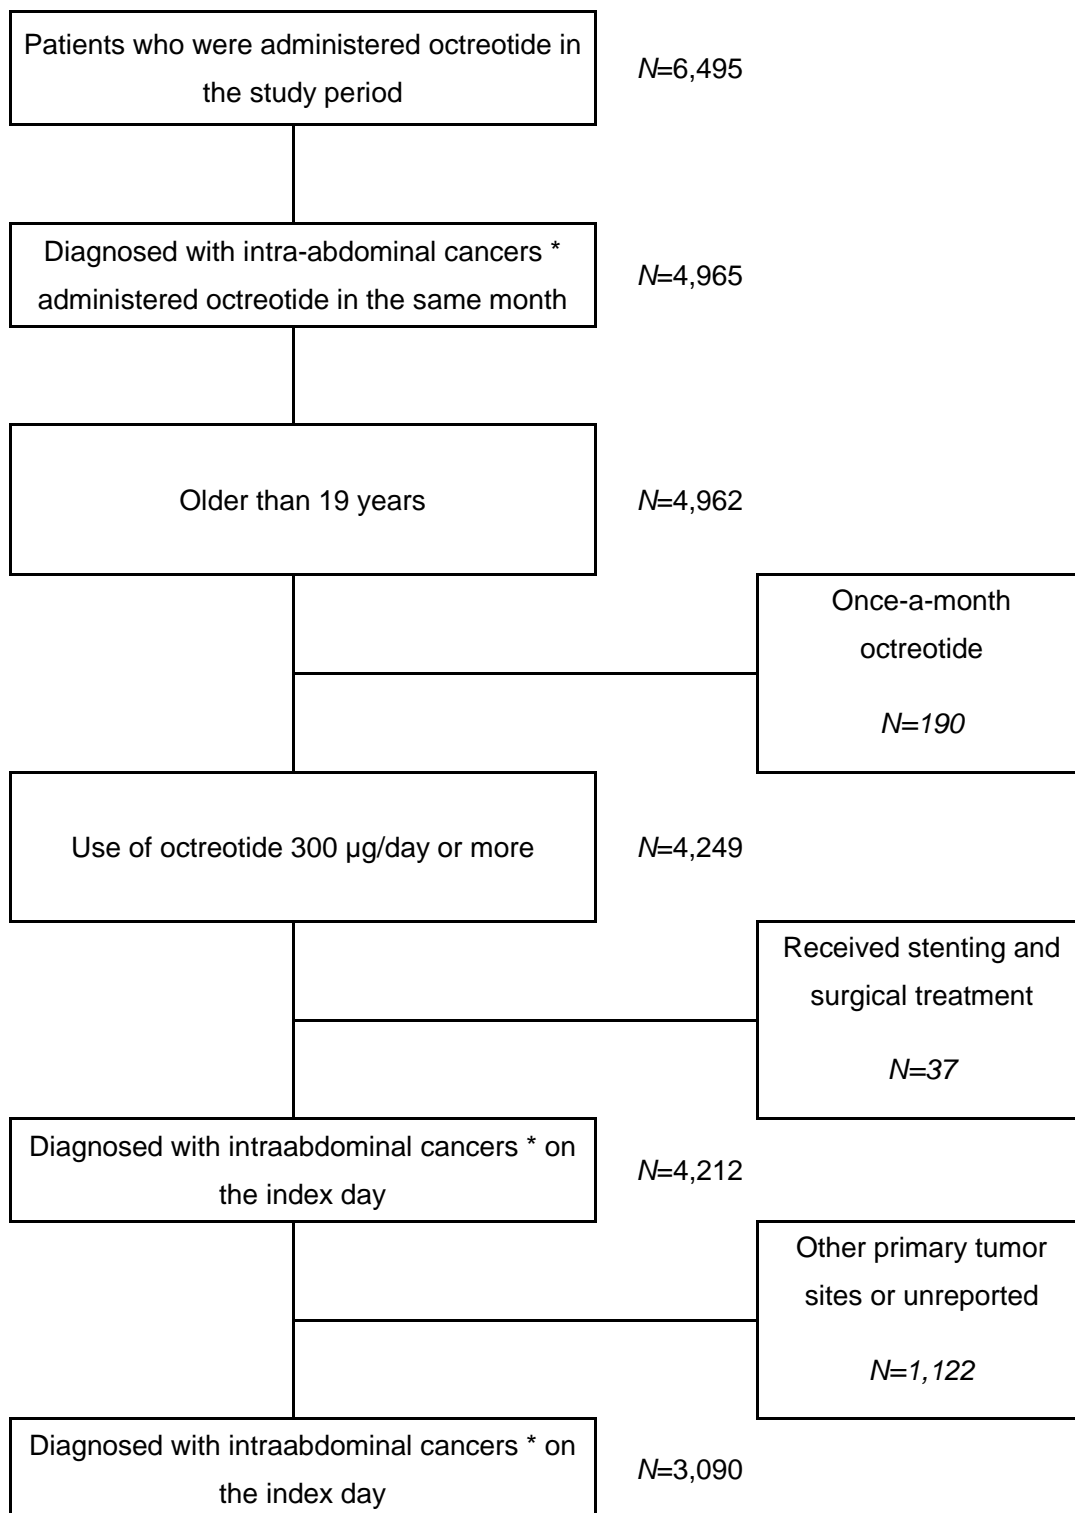 Patients who were administered octreotide in
the study period
N=6,495
Diagnosed with intra-abdominal cancers *
administered octreotide in the same month
N=4,965
Older than 19 years
N=4,962
Once-a-month
octreotide
N=190
Use of octreotide 300 µg/day or more
N=4,249
Received stenting and
surgical treatment
N=37
Diagnosed with intraabdominal cancers * on
the index day
N=4,212
Other primary tumor
sites or unreported
N=1,122
Diagnosed with intraabdominal cancers * on
the index day
N=3,090